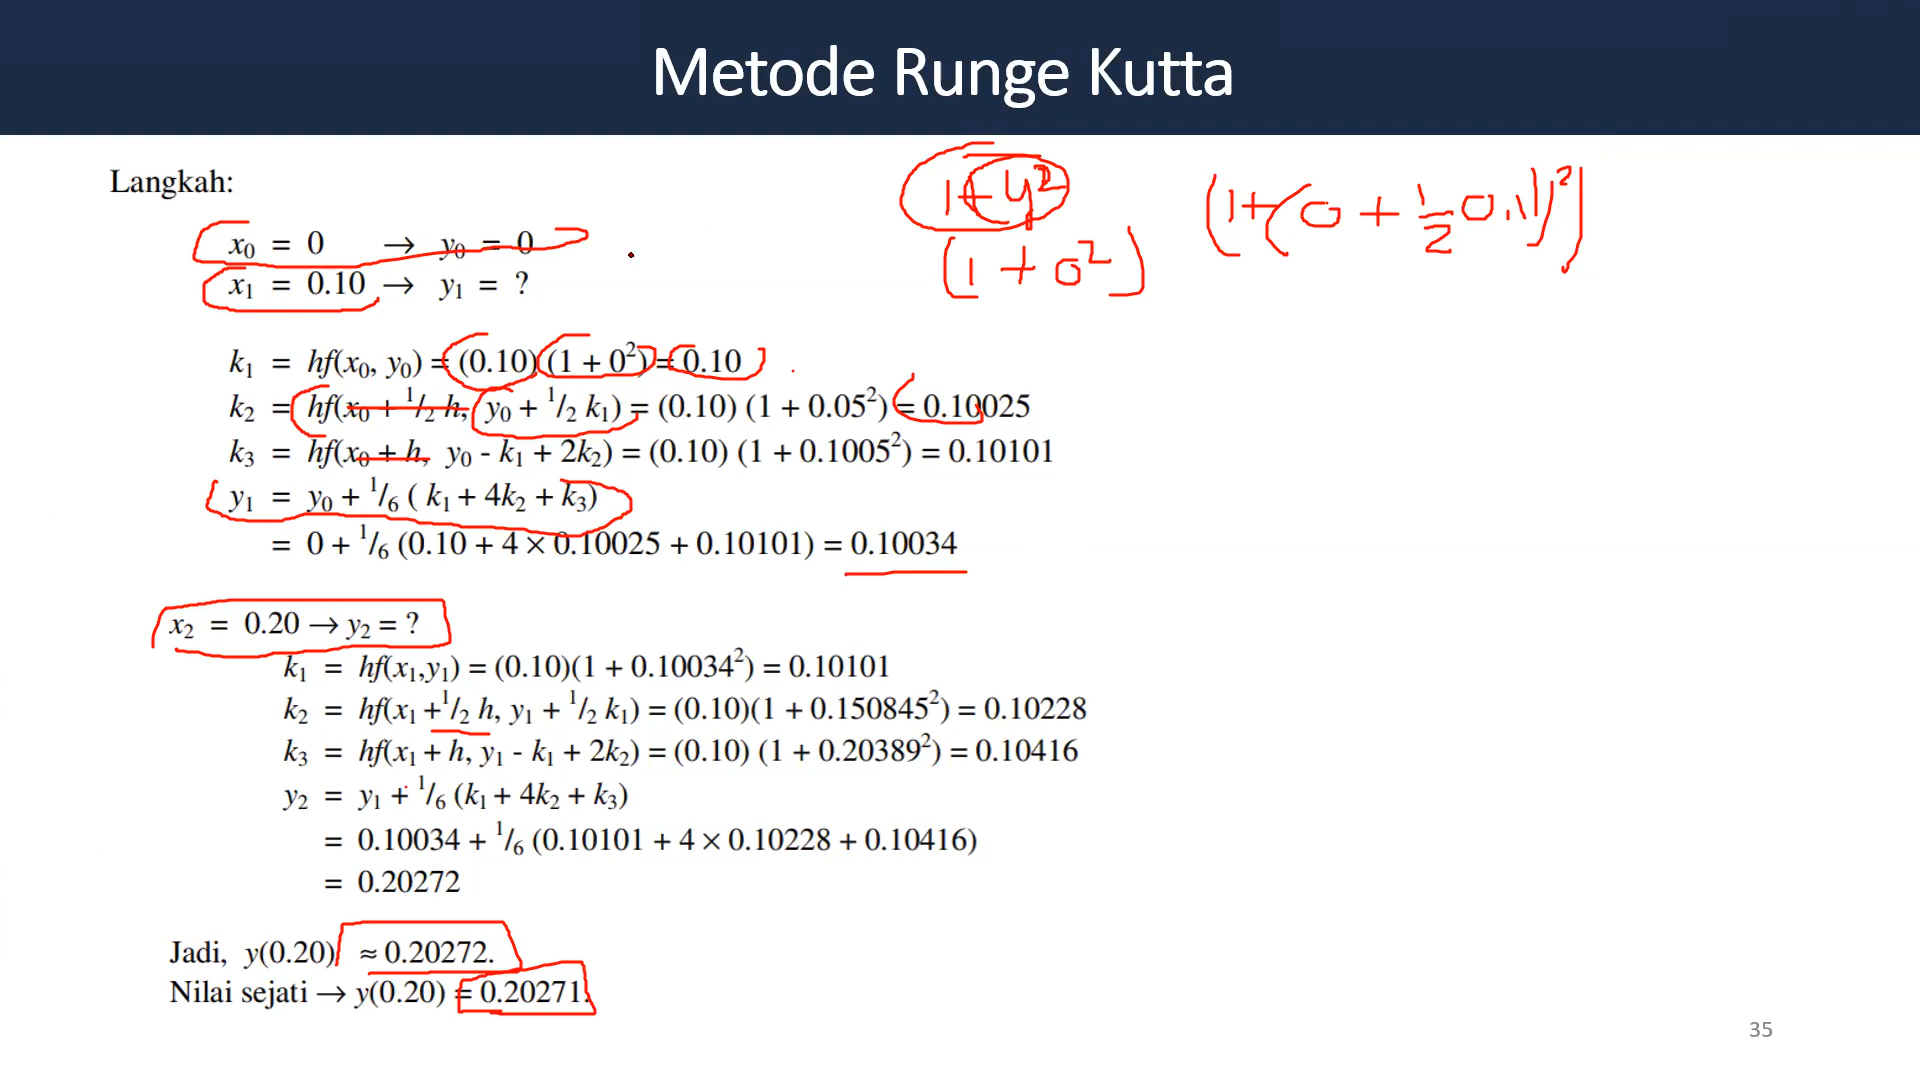 Metode Runge Kutta
1 + y² (1 + (0 + ½ 0.1)²)
(1 + 0²)
Langkah:
x₀ = 0 → y₀ = 0
x₁ = 0.10 → y₁ = ?
k₁ = hf(x₀, y₀) = (0.10) (1 + 0²) = 0.10
k₂ = hf(x₀ + ¹/₂ h, y₀ + ¹/₂ k₁) = (0.10) (1 + 0.05²) = 0.10025
k₃ = hf(x₀ + h, y₀ - k₁ + 2k₂) = (0.10) (1 + 0.1005²) = 0.10101
y₁ = y₀ + ¹/₆ ( k₁ + 4k₂ + k₃)
= 0 + ¹/₆ (0.10 + 4 × 0.10025 + 0.10101) = 0.10034
x₂ = 0.20 → y₂ = ?
k₁ = hf(x₁,y₁) = (0.10)(1 + 0.10034²) = 0.10101
k₂ = hf(x₁ +¹/₂ h, y₁ + ¹/₂ k₁) = (0.10)(1 + 0.150845²) = 0.10228
k₃ = hf(x₁ + h, y₁ - k₁ + 2k₂) = (0.10) (1 + 0.20389²) = 0.10416
y₂ = y₁ + ¹/₆ (k₁ + 4k₂ + k₃)
= 0.10034 + ¹/₆ (0.10101 + 4 × 0.10228 + 0.10416)
= 0.20272
Jadi, y(0.20) ≈ 0.20272.
Nilai sejati → y(0.20) = 0.20271.
35